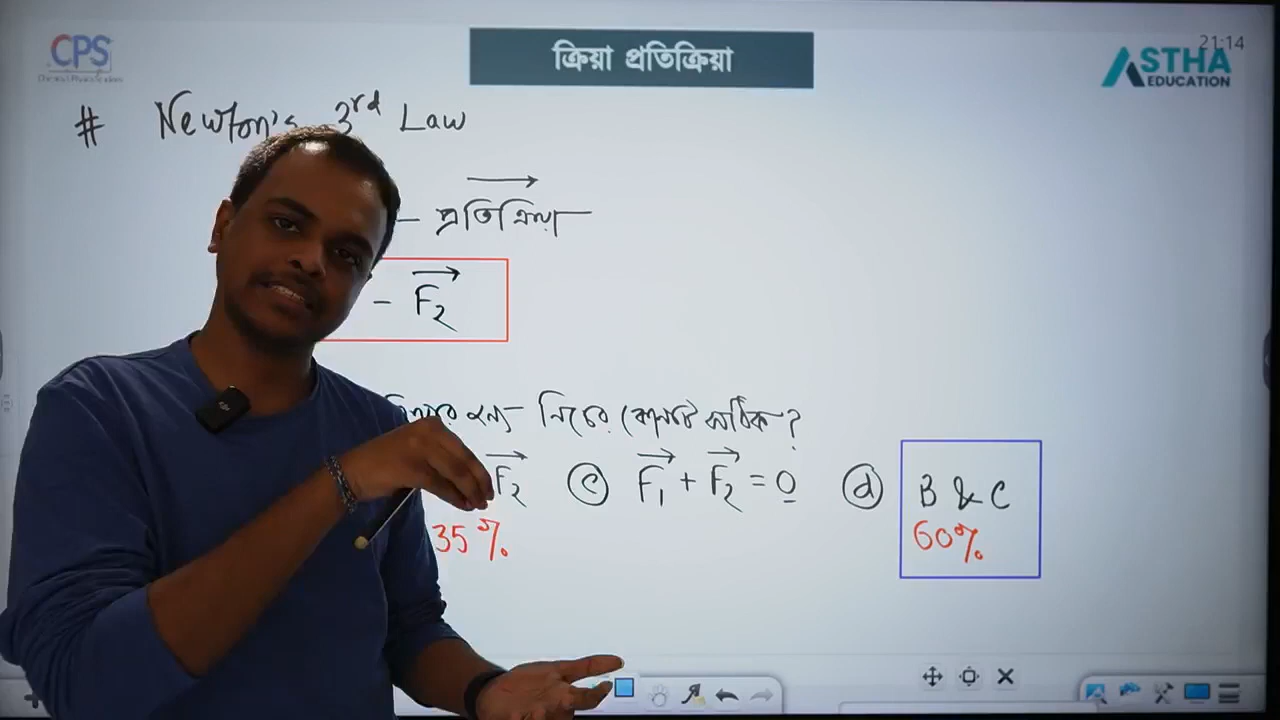 CPS
ক্রিয়া প্রতিক্রিয়া
21:14
ASTHA
EDUCATION
# Newton's 3rd Law
– প্রতিক্রিয়া
– F₂
নিচের কোনটি সঠিক?
F₂ ⓒ F₁ + F₂ = 0 ⓓ B & C
35% 60%